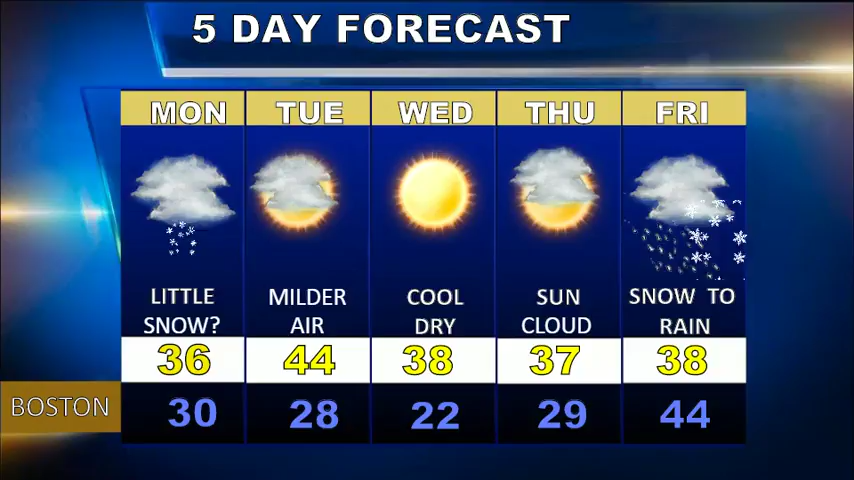 5 DAY FORECAST
MON TUE WED THU FRI
LITTLE MILDER COOL SUN SNOW TO
SNOW? AIR DRY CLOUD RAIN
36 44 38 37 38
BOSTON 30 28 22 29 44